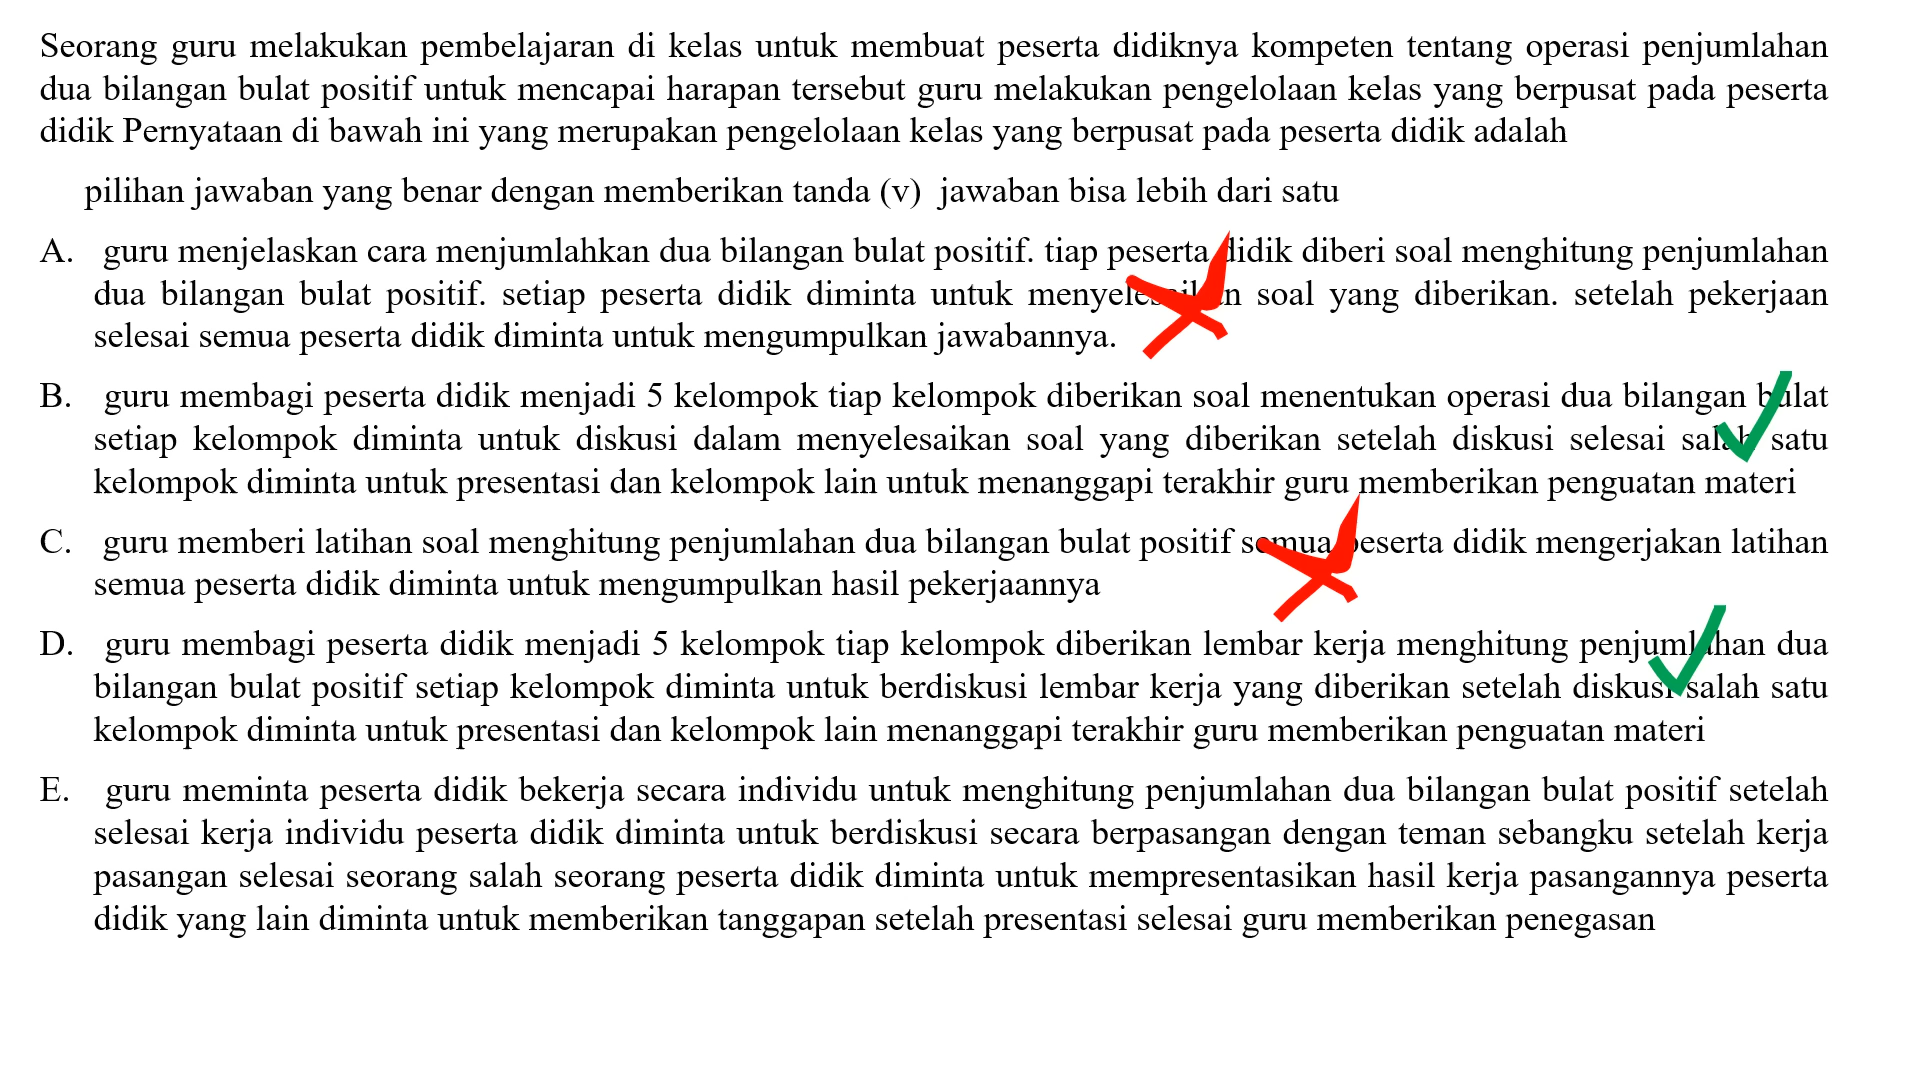 Seorang guru melakukan pembelajaran di kelas untuk membuat peserta didiknya kompeten tentang operasi penjumlahan
dua bilangan bulat positif untuk mencapai harapan tersebut guru melakukan pengelolaan kelas yang berpusat pada peserta
didik Pernyataan di bawah ini yang merupakan pengelolaan kelas yang berpusat pada peserta didik adalah
pilihan jawaban yang benar dengan memberikan tanda (v) jawaban bisa lebih dari satu
A. guru menjelaskan cara menjumlahkan dua bilangan bulat positif. tiap peserta didik diberi soal menghitung penjumlahan
dua bilangan bulat positif. setiap peserta didik diminta untuk menyelesaikan soal yang diberikan. setelah pekerjaan
selesai semua peserta didik diminta untuk mengumpulkan jawabannya.
B. guru membagi peserta didik menjadi 5 kelompok tiap kelompok diberikan soal menentukan operasi dua bilangan bulat
setiap kelompok diminta untuk diskusi dalam menyelesaikan soal yang diberikan setelah diskusi selesai salah satu
kelompok diminta untuk presentasi dan kelompok lain untuk menanggapi terakhir guru memberikan penguatan materi
C. guru memberi latihan soal menghitung penjumlahan dua bilangan bulat positif semua peserta didik mengerjakan latihan
semua peserta didik diminta untuk mengumpulkan hasil pekerjaannya
D. guru membagi peserta didik menjadi 5 kelompok tiap kelompok diberikan lembar kerja menghitung penjumlahan dua
bilangan bulat positif setiap kelompok diminta untuk berdiskusi lembar kerja yang diberikan setelah diskusi salah satu
kelompok diminta untuk presentasi dan kelompok lain menanggapi terakhir guru memberikan penguatan materi
E. guru meminta peserta didik bekerja secara individu untuk menghitung penjumlahan dua bilangan bulat positif setelah
selesai kerja individu peserta didik diminta untuk berdiskusi secara berpasangan dengan teman sebangku setelah kerja
pasangan selesai seorang salah seorang peserta didik diminta untuk mempresentasikan hasil kerja pasangannya peserta
didik yang lain diminta untuk memberikan tanggapan setelah presentasi selesai guru memberikan penegasan